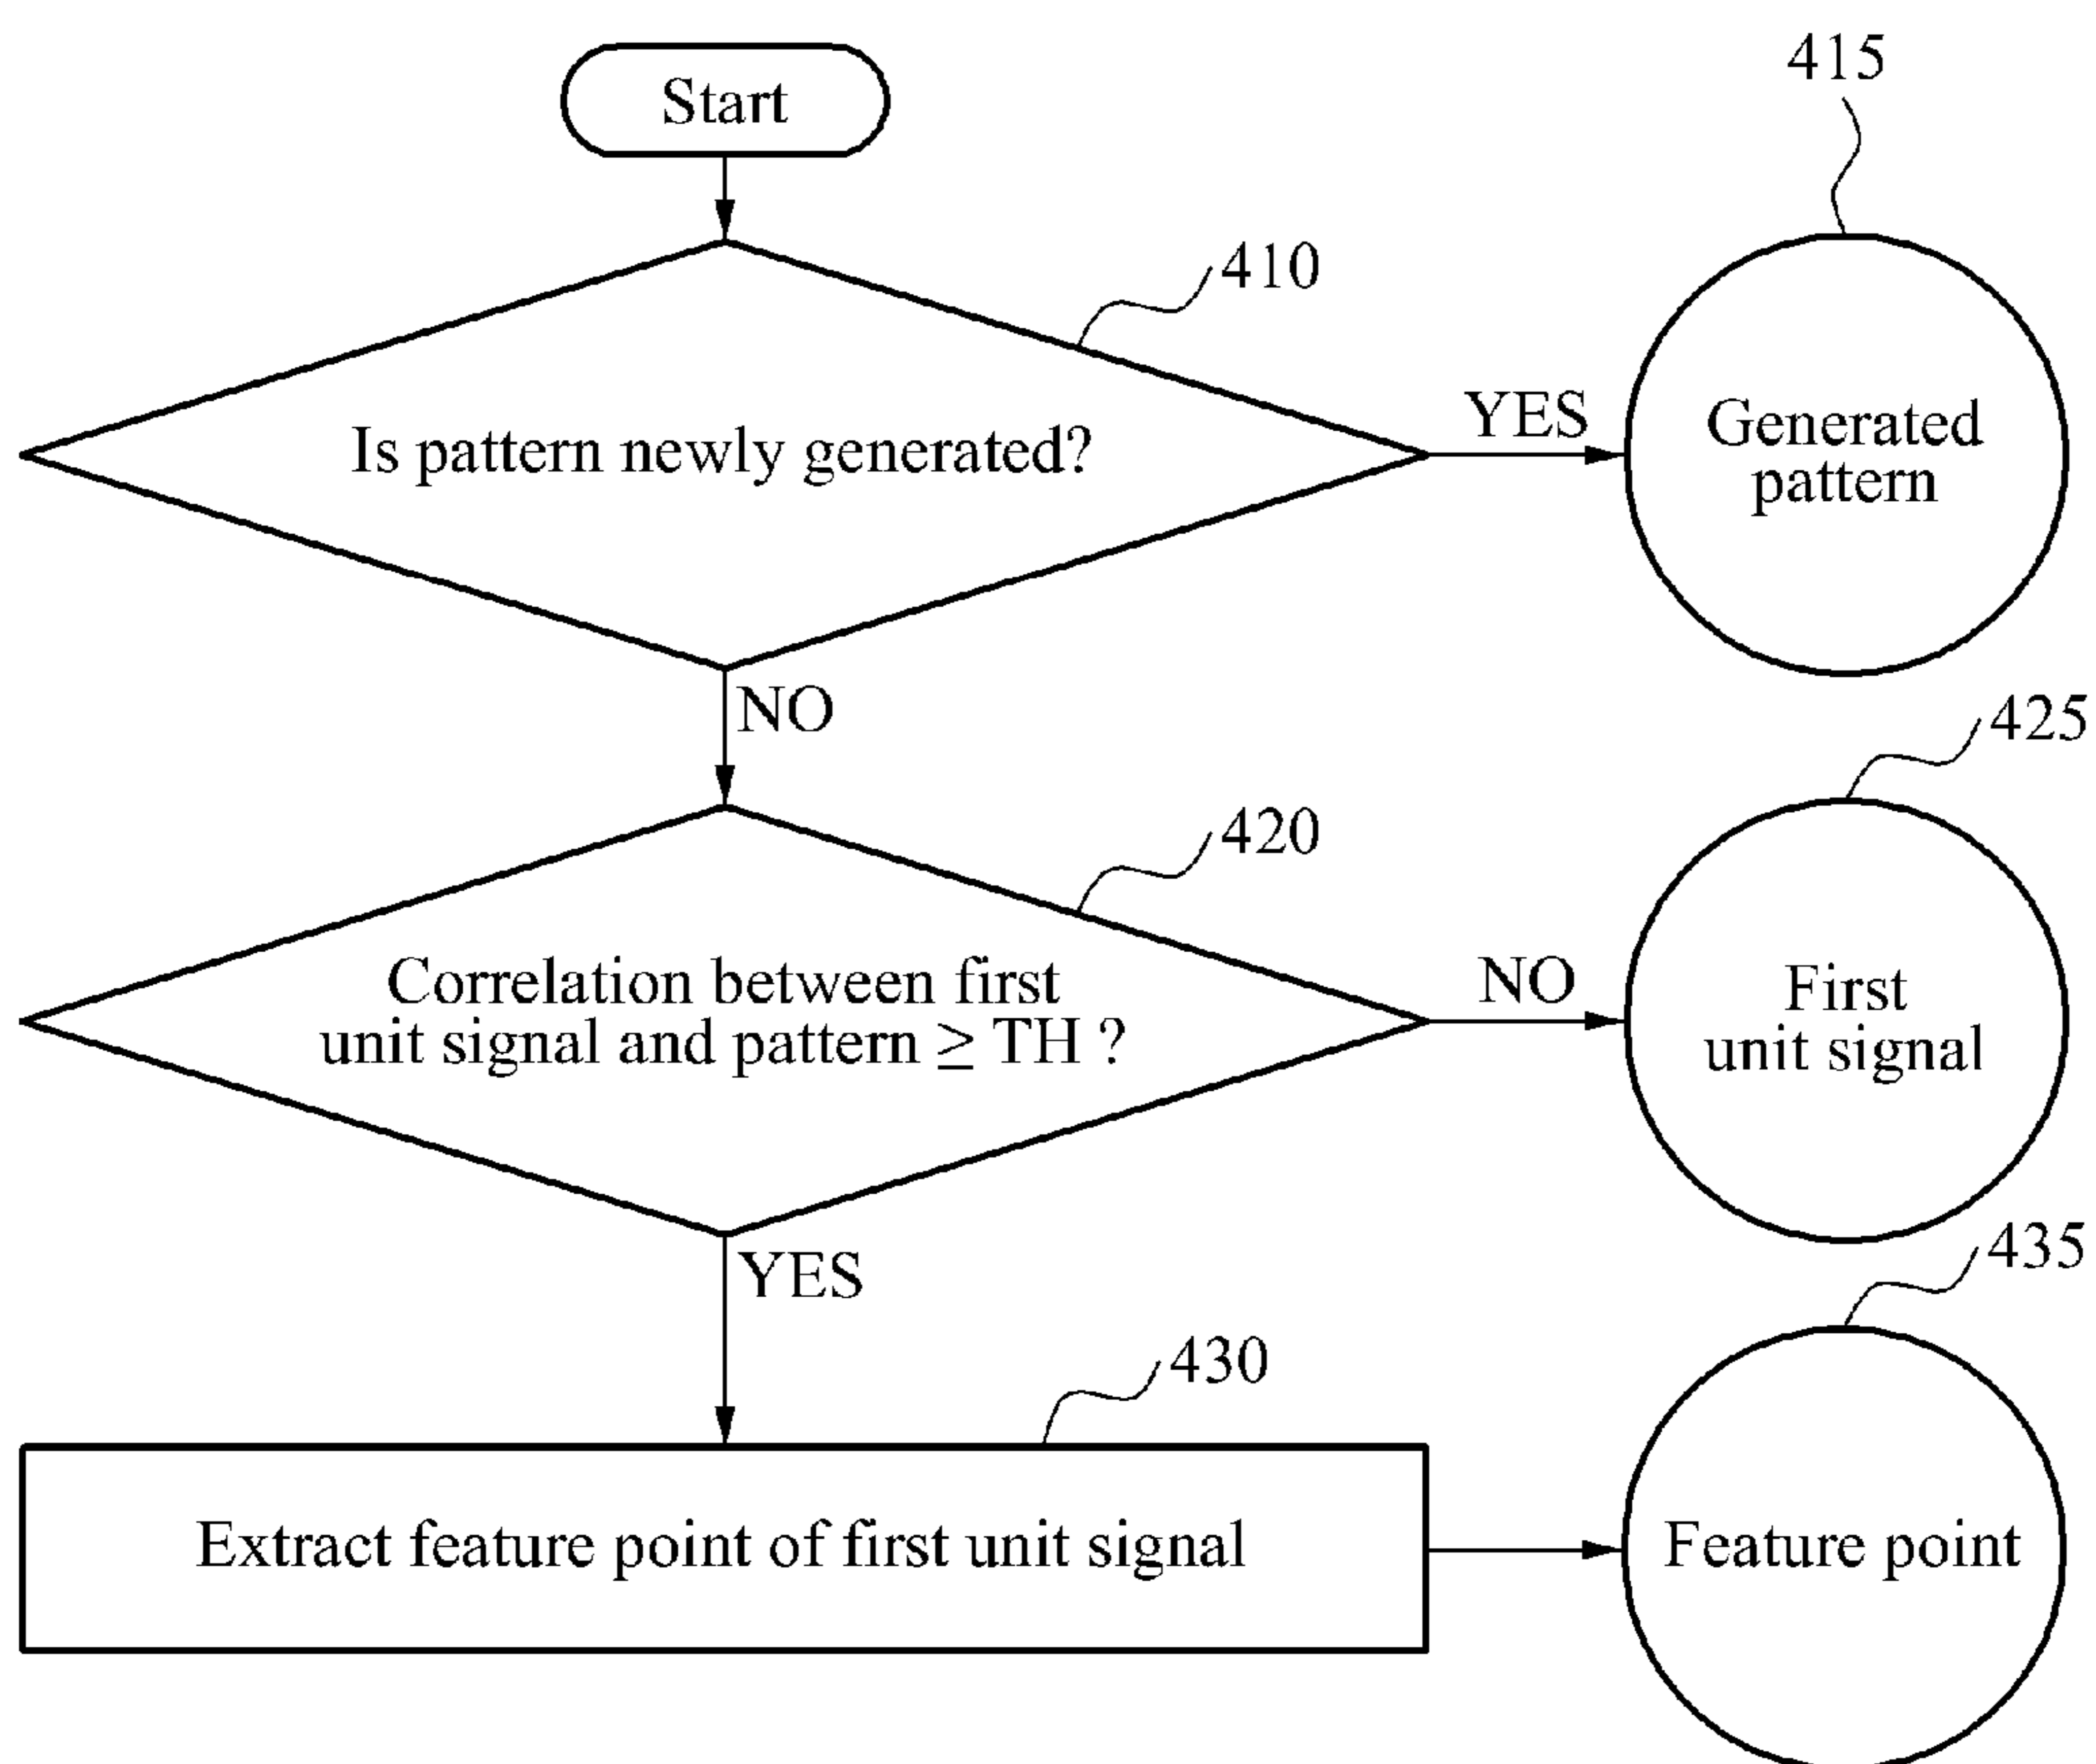 Start
415
410
Is pattern newly generated?
YES
Generated
pattern
NO
425
420
Correlation between first
unit signal and pattern ≥ TH ?
NO
First
unit signal
YES
435
430
Extract feature point of first unit signal
Feature point